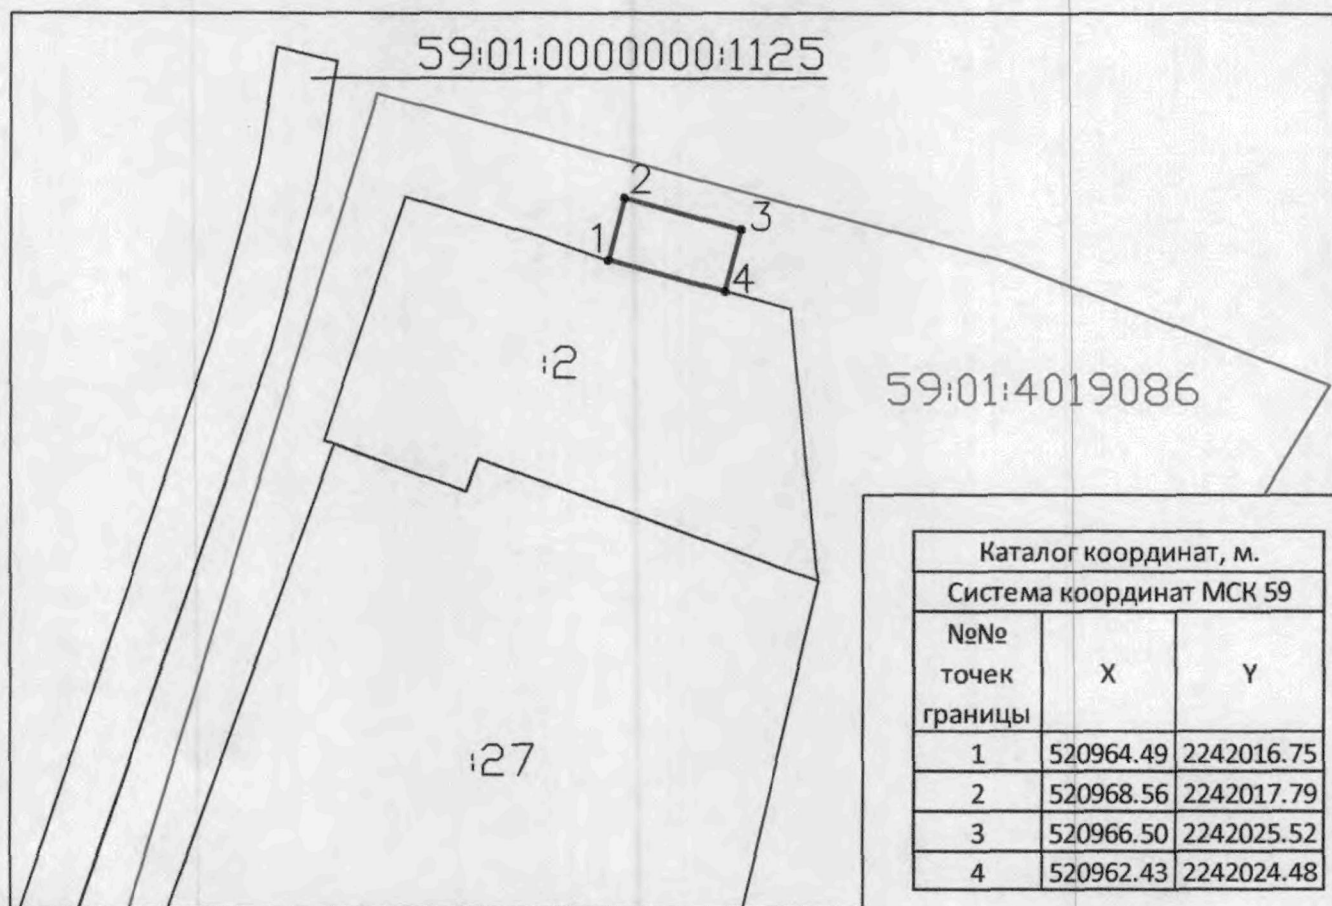 59:01:0000000:1125
2
3
1
4
:2
59:01:4019086
:27
Каталог координат, м.
Система координат МСК 59
№№ точек границы X Y
1 520964.49 2242016.75
2 520968.56 2242017.79
3 520966.50 2242025.52
4 520962.43 2242024.48